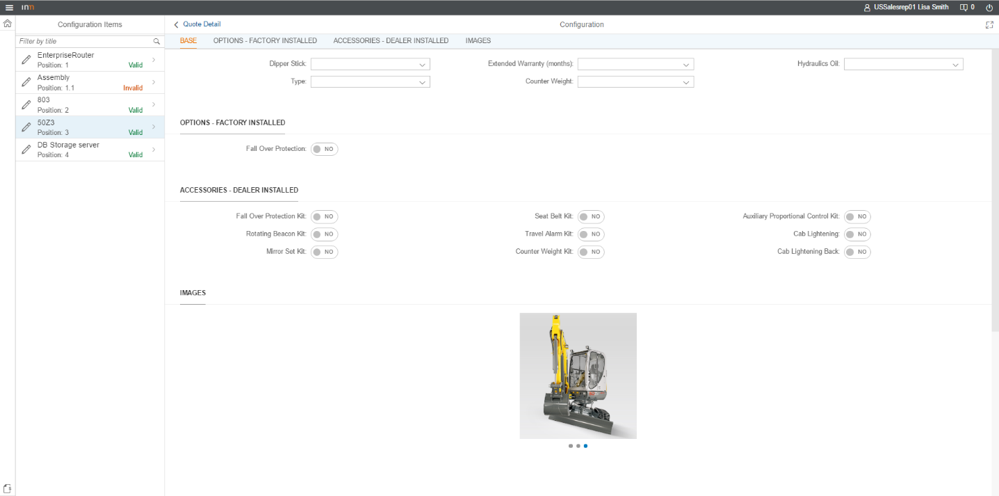 inn
USSalesrep01 Lisa Smith
0
Configuration Items
Quote Detail
Configuration
Filter by title
BASE
OPTIONS - FACTORY INSTALLED
ACCESSORIES - DEALER INSTALLED
IMAGES
EnterpriseRouter
Position: 1
Valid
Assembly
Position: 1.1
Invalid
803
Position: 2
Valid
50Z3
Position: 3
Valid
DB Storage server
Position: 4
Valid
Dipper Stick:
Extended Warranty (months):
Hydraulics Oil:
Type:
Counter Weight:
OPTIONS - FACTORY INSTALLED
Fall Over Protection: NO
ACCESSORIES - DEALER INSTALLED
Fall Over Protection Kit: NO
Seat Belt Kit: NO
Auxiliary Proportional Control Kit: NO
Rotating Beacon Kit: NO
Travel Alarm Kit: NO
Cab Lightening: NO
Mirror Set Kit: NO
Counter Weight Kit: NO
Cab Lightening Back: NO
IMAGES